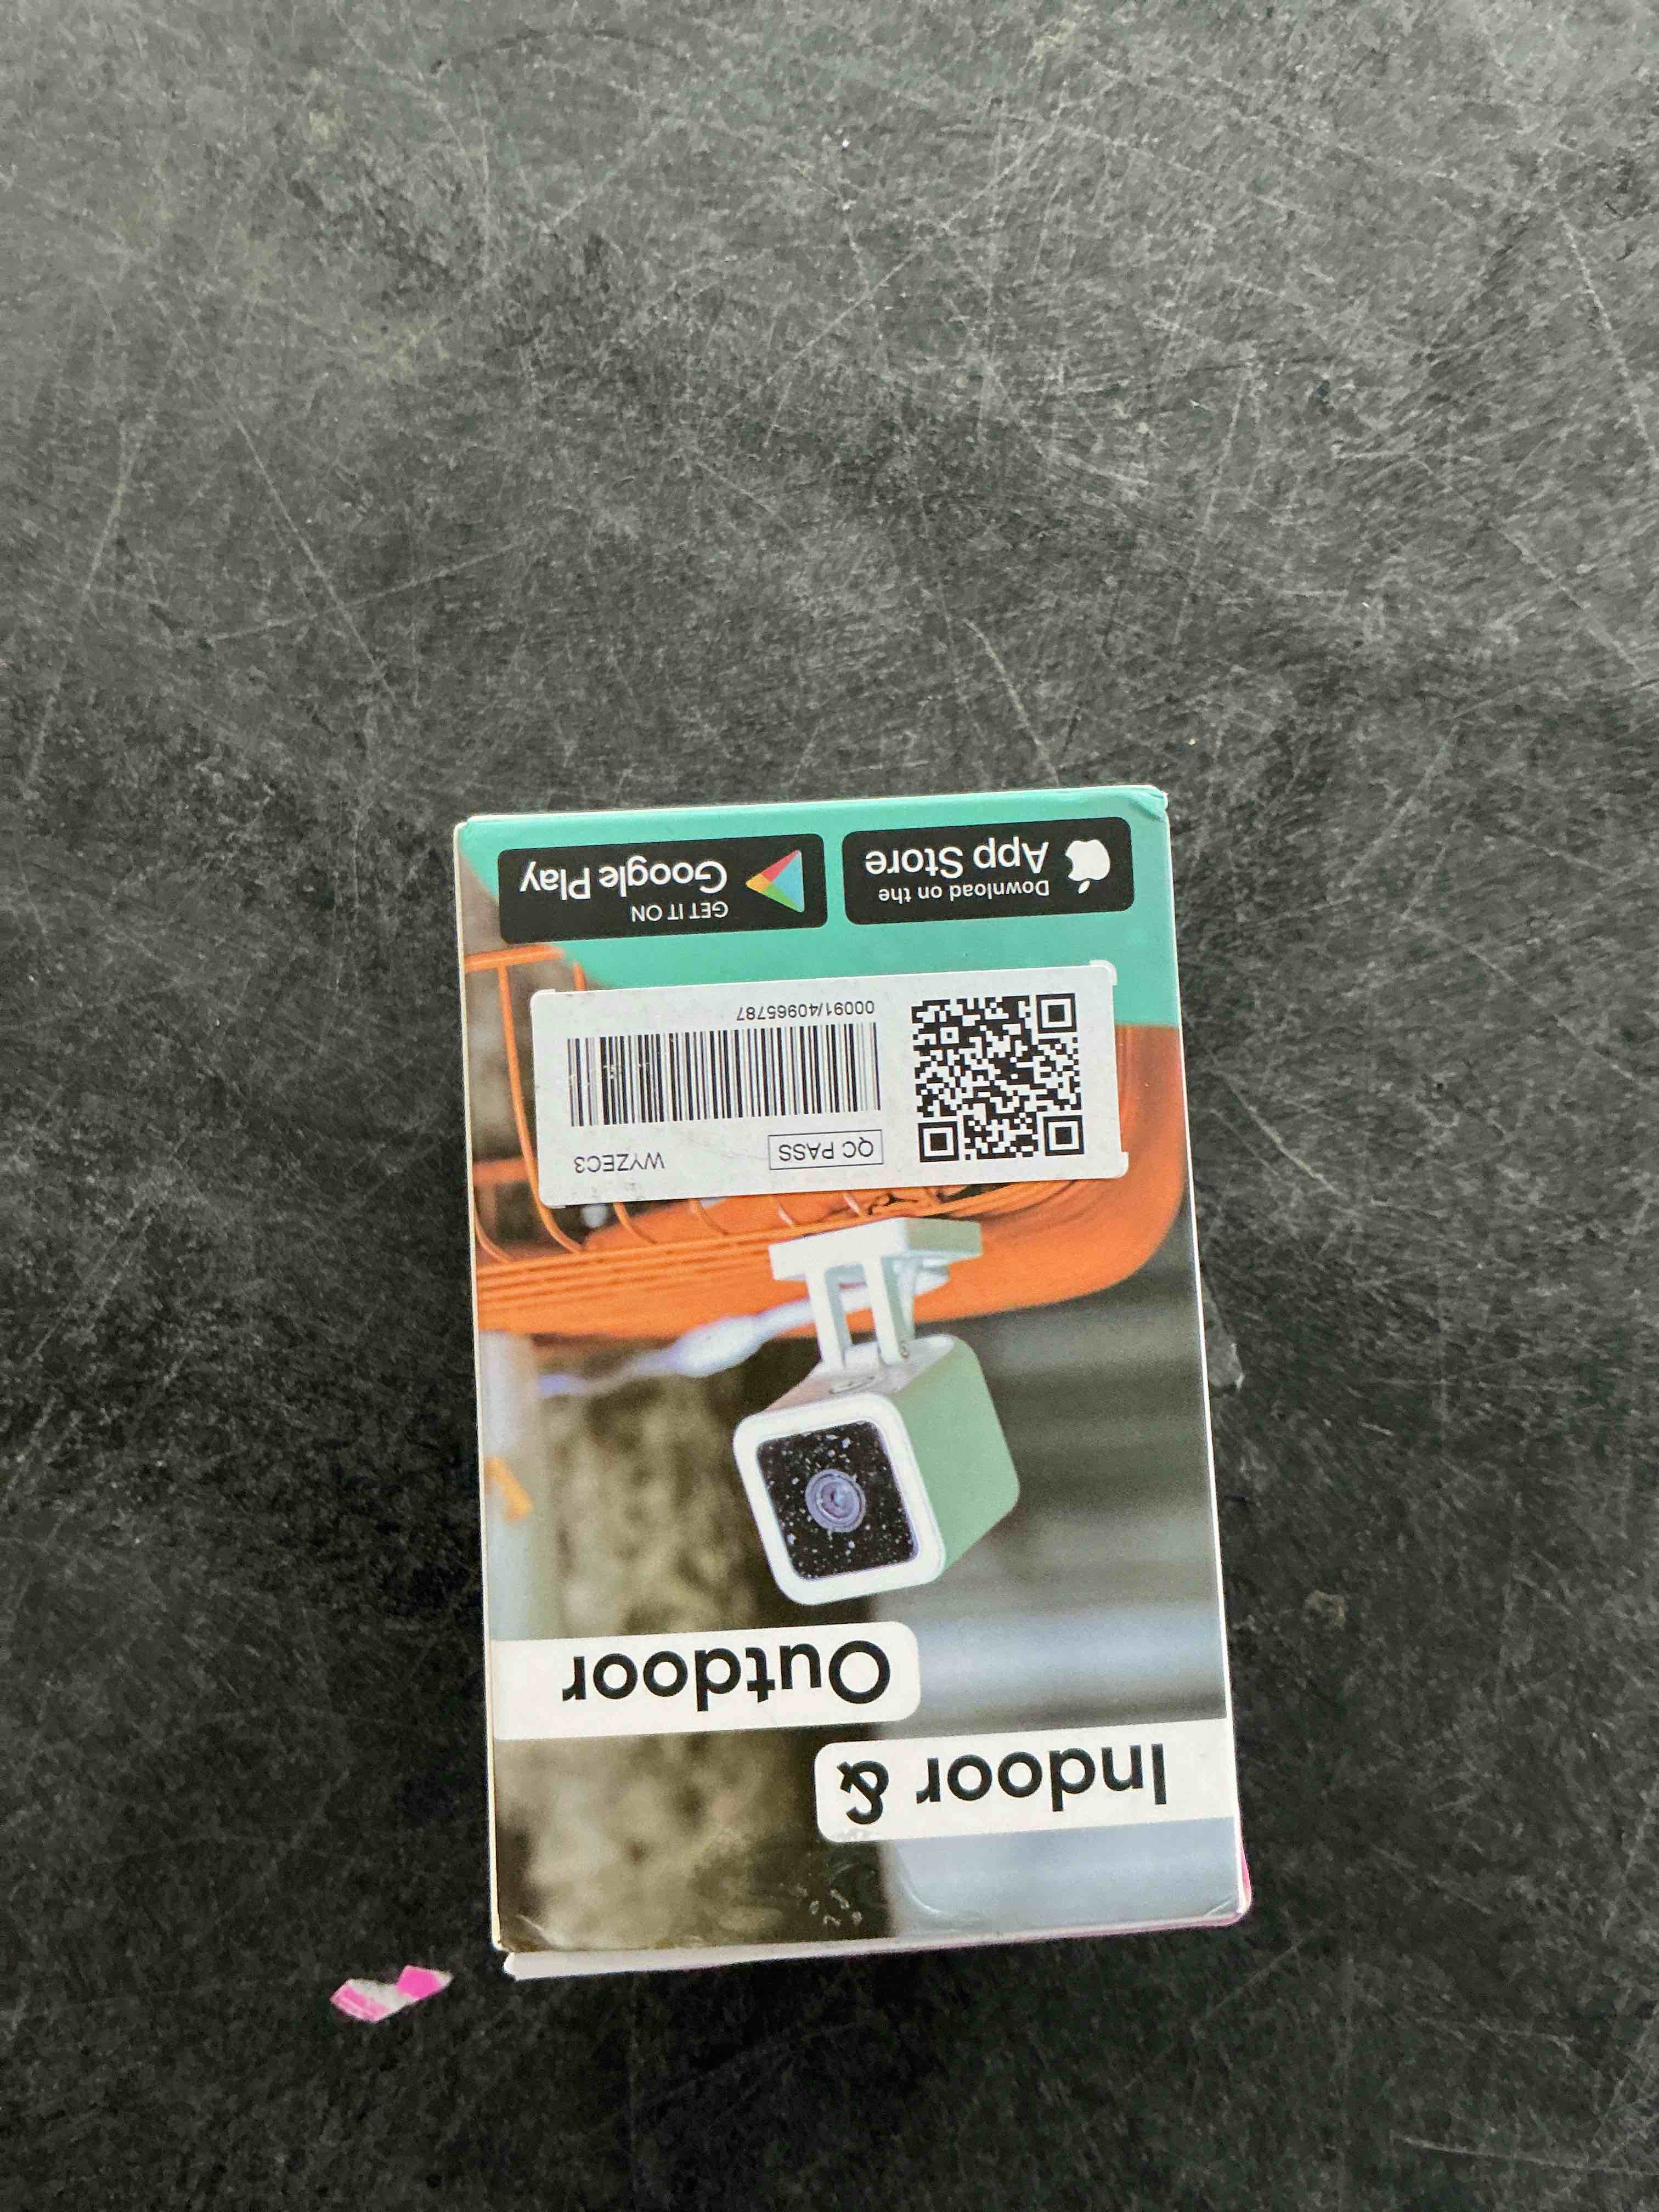 Indoor &
Outdoor
QC PASS
WYZEC3
00091/40965787
Download on the
App Store
GET IT ON
Google Play